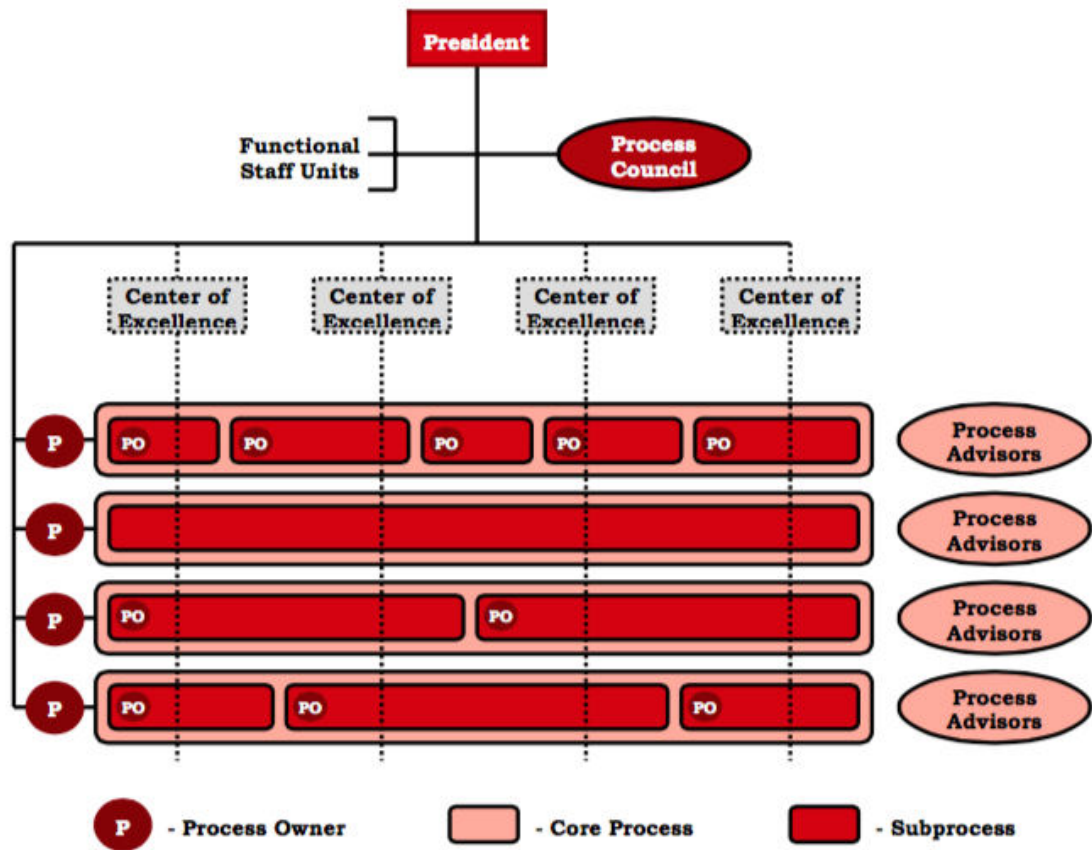 President
Functional
Staff Units
Process
Council
Center of
Excellence
Center of
Excellence
Center of
Excellence
Center of
Excellence
P
PO
PO
PO
PO
PO
Process
Advisors
P
Process
Advisors
P
PO
PO
Process
Advisors
P
PO
PO
PO
Process
Advisors
P - Process Owner
- Core Process
- Subprocess